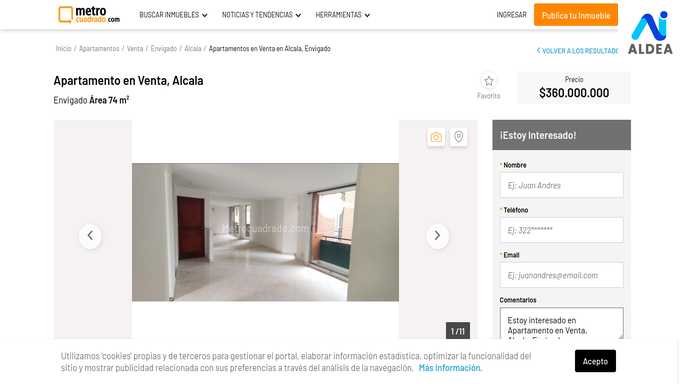 metro
cuadrado.com
BUSCAR INMUEBLES
NOTICIAS Y TENDENCIAS
HERRAMIENTAS
INGRESAR
Publica tu Inmueble
ALDEA
Inicio / Apartamentos / Venta / Envigado / Alcala / Apartamentos en Venta en Alcala, Envigado
VOLVER A LOS RESULTAD
Apartamento en Venta, Alcala
Envigado Área 74 m²
Favorito
Precio
$360.000.000
metrocuadrado.com
1 /11
¡Estoy Interesado!
* Nombre
Ej: Juan Andres
* Teléfono
Ej: 322*******
* Email
Ej: juanandres@email.com
Comentarios
Estoy interesado en
Apartamento en Venta,
Utilizamos 'cookies' propias y de terceros para gestionar el portal, elaborar información estadística, optimizar la funcionalidad del
sitio y mostrar publicidad relacionada con sus preferencias a través del análisis de la navegación. Más información.
Acepto